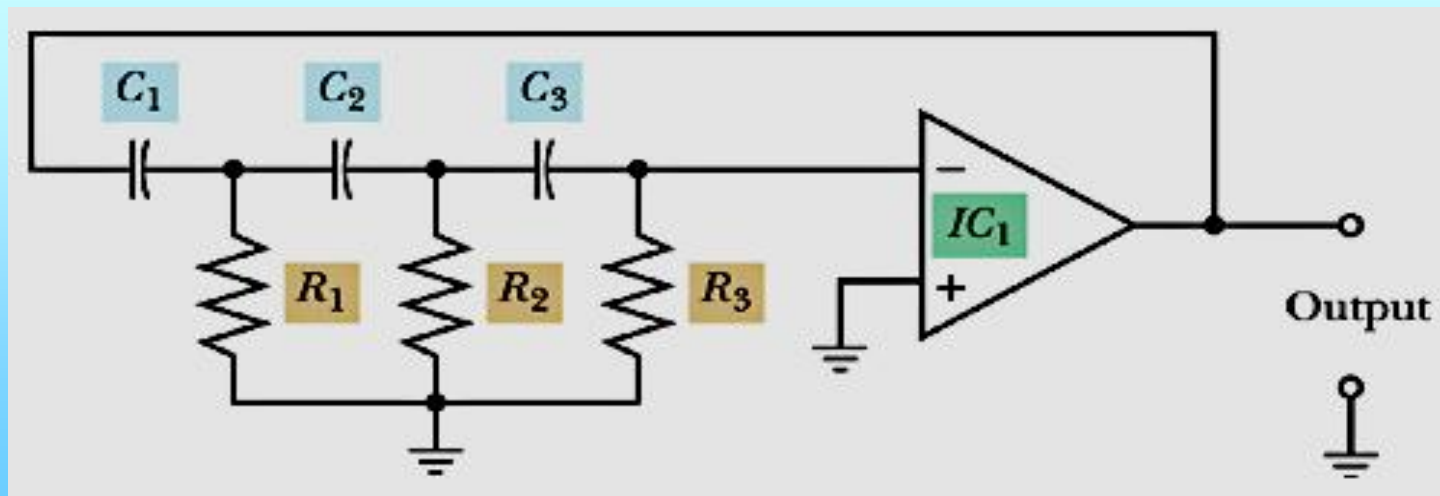 C₁ C₂ C₃
−
IC₁
R₁ R₂ R₃ +
Output